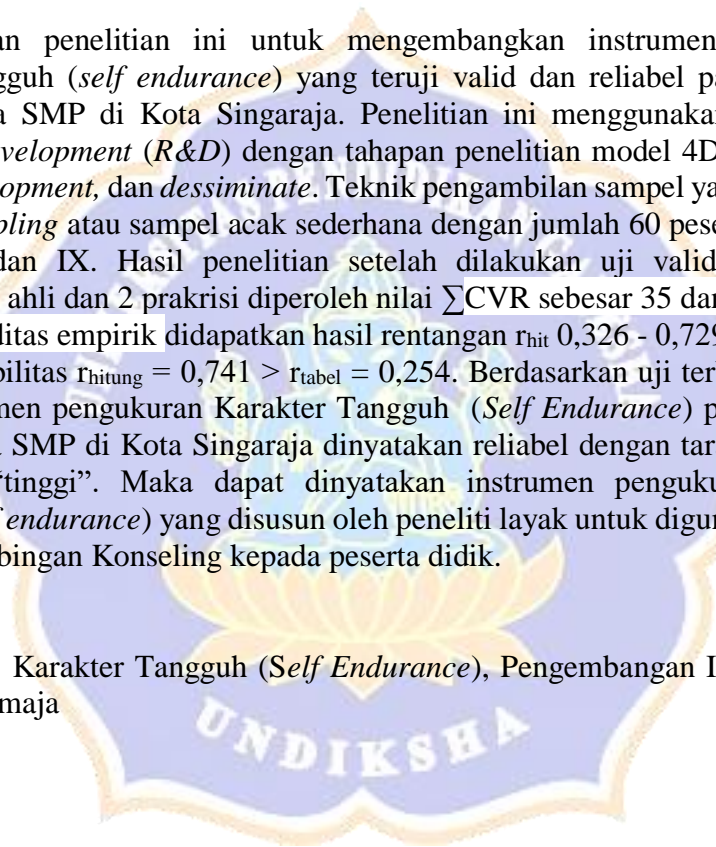 an penelitian ini untuk mengembangkan instrumen
gguh (self endurance) yang teruji valid dan reliabel pa
a SMP di Kota Singaraja. Penelitian ini menggunakan
velopment (R&D) dengan tahapan penelitian model 4D
opment, dan dessiminate. Teknik pengambilan sampel ya
pling atau sampel acak sederhana dengan jumlah 60 pese
dan IX. Hasil penelitian setelah dilakukan uji valid
ahli dan 2 prakrisi diperoleh nilai ∑CVR sebesar 35 dan
ditas empirik didapatkan hasil rentangan rhit 0,326 - 0,729
bilitas rhitung = 0,741 > rtabel = 0,254. Berdasarkan uji ter
men pengukuran Karakter Tangguh (Self Endurance) p
a SMP di Kota Singaraja dinyatakan reliabel dengan tar
“tinggi”. Maka dapat dinyatakan instrumen penguku
f endurance) yang disusun oleh peneliti layak untuk digun
bingan Konseling kepada peserta didik.
Karakter Tangguh (Self Endurance), Pengembangan I
maja
UNDIKSHA